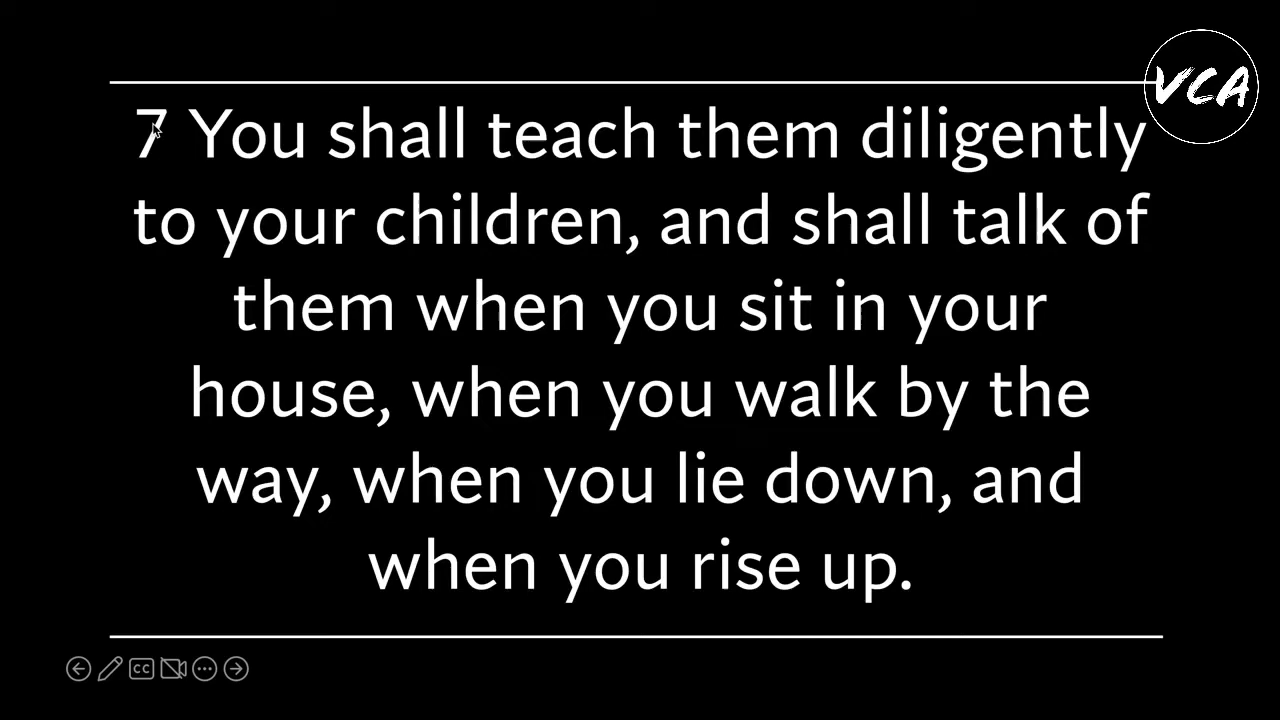 VCA
7 You shall teach them diligently
to your children, and shall talk of
them when you sit in your
house, when you walk by the
way, when you lie down, and
when you rise up.
CC